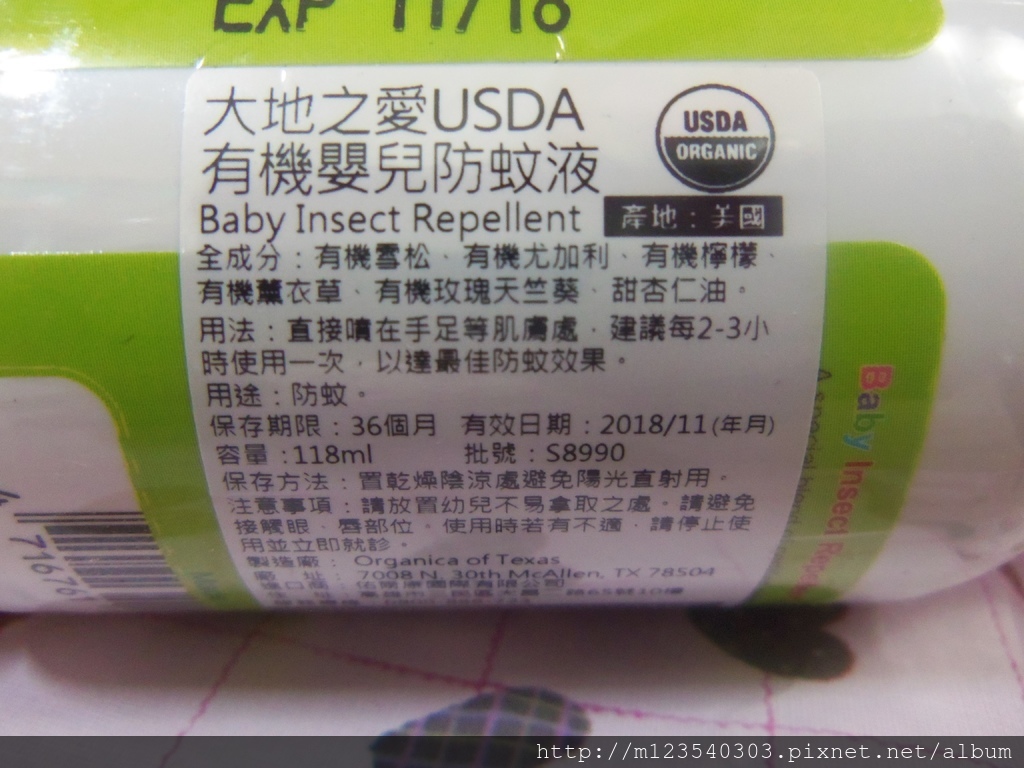 EXP 11/18
大地之愛USDA
有機嬰兒防蚊液
USDA
ORGANIC
Baby Insect Repellent
產地：美國
全成分：有機雪松、有機尤加利、有機檸檬、
有機薰衣草、有機玫瑰天竺葵、甜杏仁油。
用法：直接噴在手足等肌膚處，建議每2-3小
時使用一次，以達最佳防蚊效果。
用途：防蚊。
保存期限：36個月 有效日期：2018/11(年月)
容量：118ml 批號：S8990
保存方法：置乾燥陰涼處避免陽光直射用。
注意事項：請放置幼兒不易拿取之處。請避免
接觸眼、唇部位。使用時若有不適，請停止使
用並立即就診。
製造廠：Organica of Texas
廠 址：7008 N. 30th McAllen, TX 78504
Baby Insect
71676
http://m123540303.pixnet.net/album